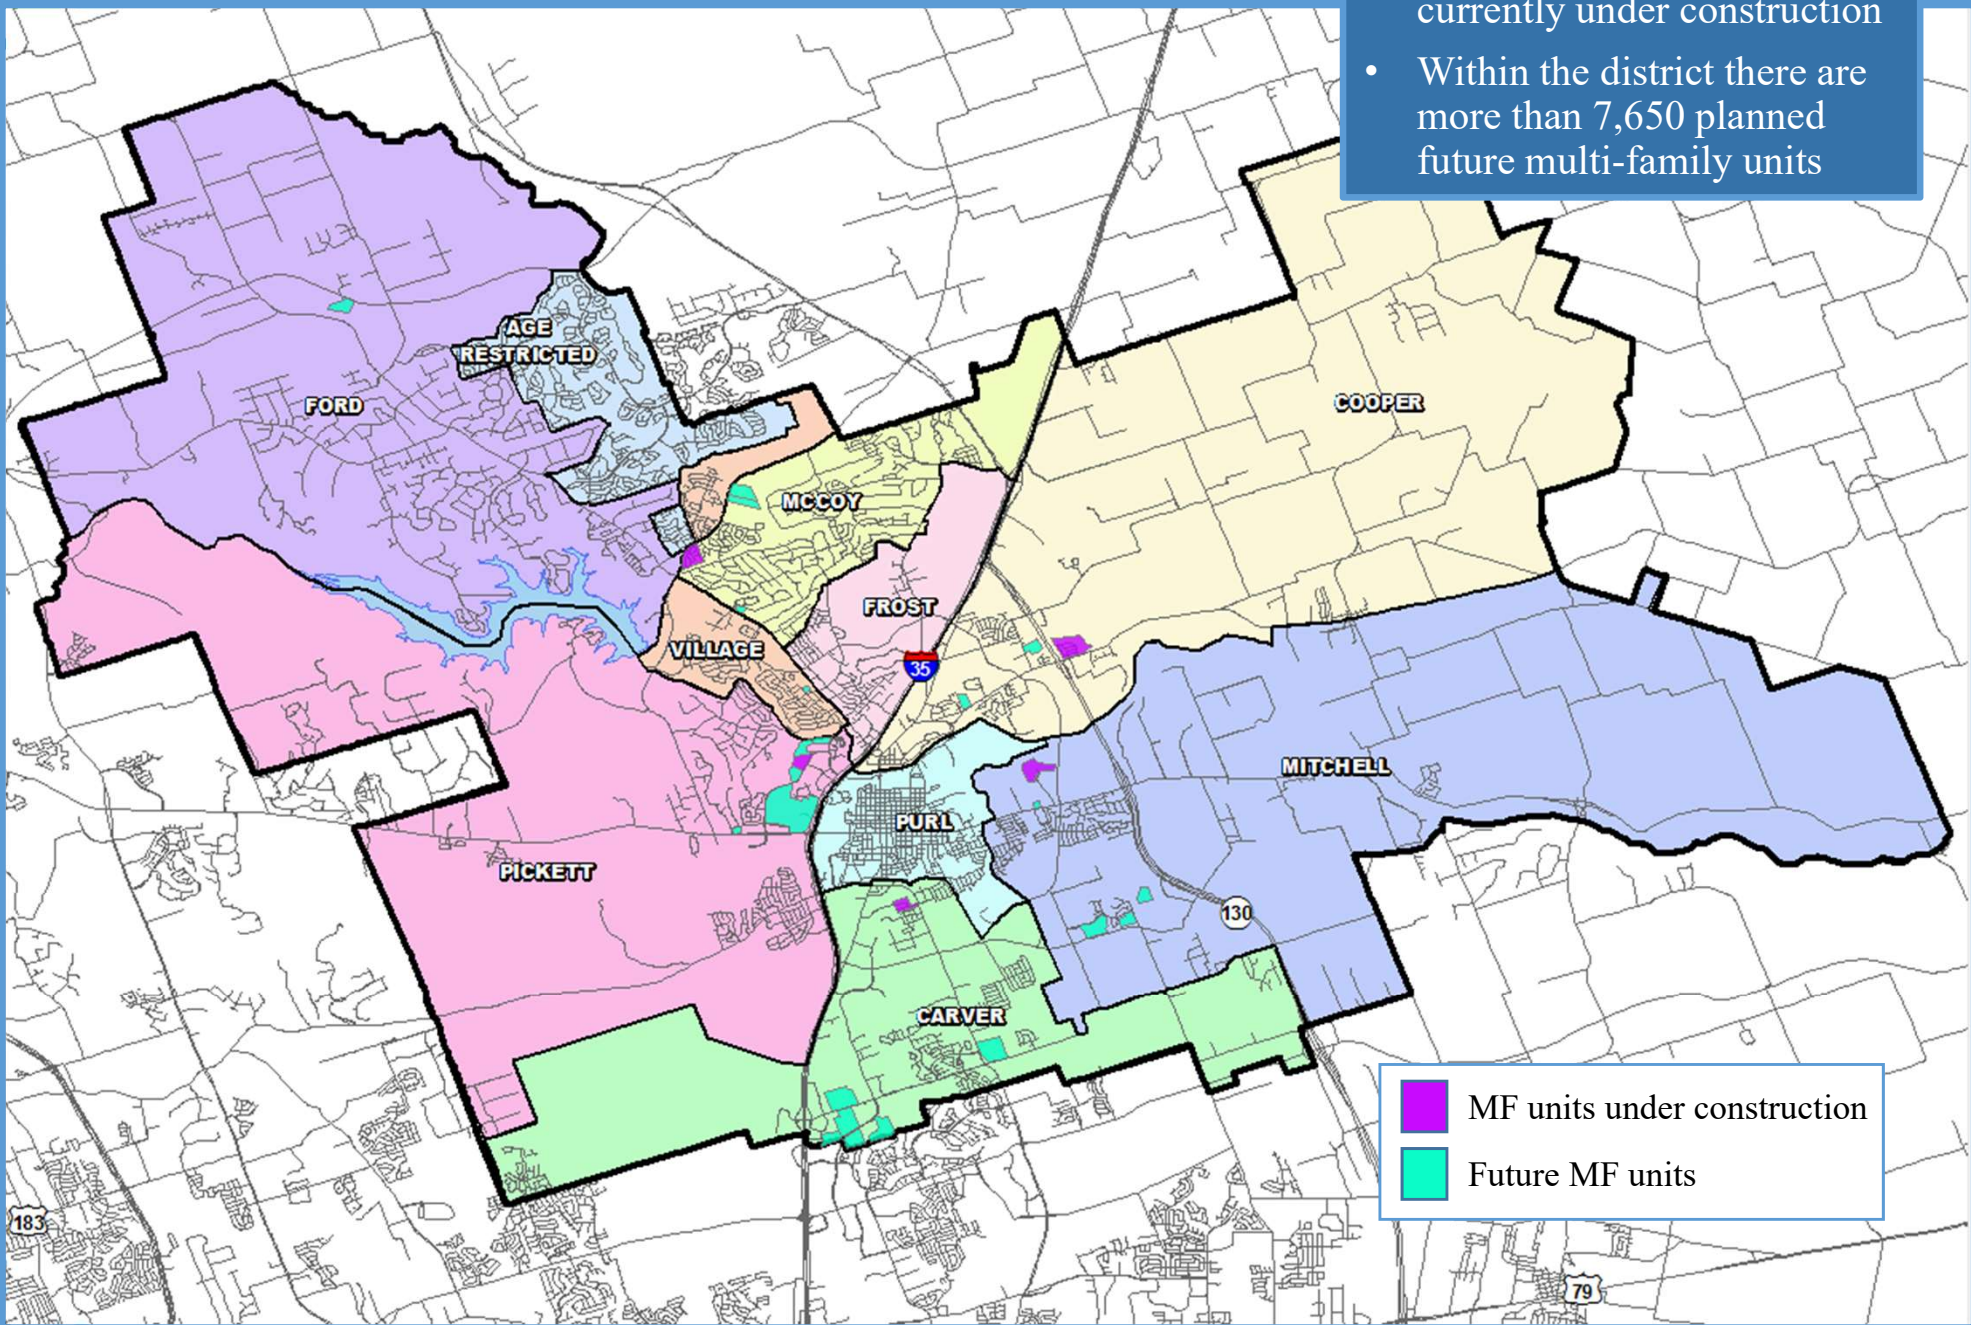 currently under construction
• Within the district there are
more than 7,650 planned
future multi-family units
AGE
RESTRICTED
FORD
COOPER
MCCOY
FROST
VILLAGE
35
MITCHELL
PURL
PICKETT
130
CARVER
MF units under construction
Future MF units
183
79